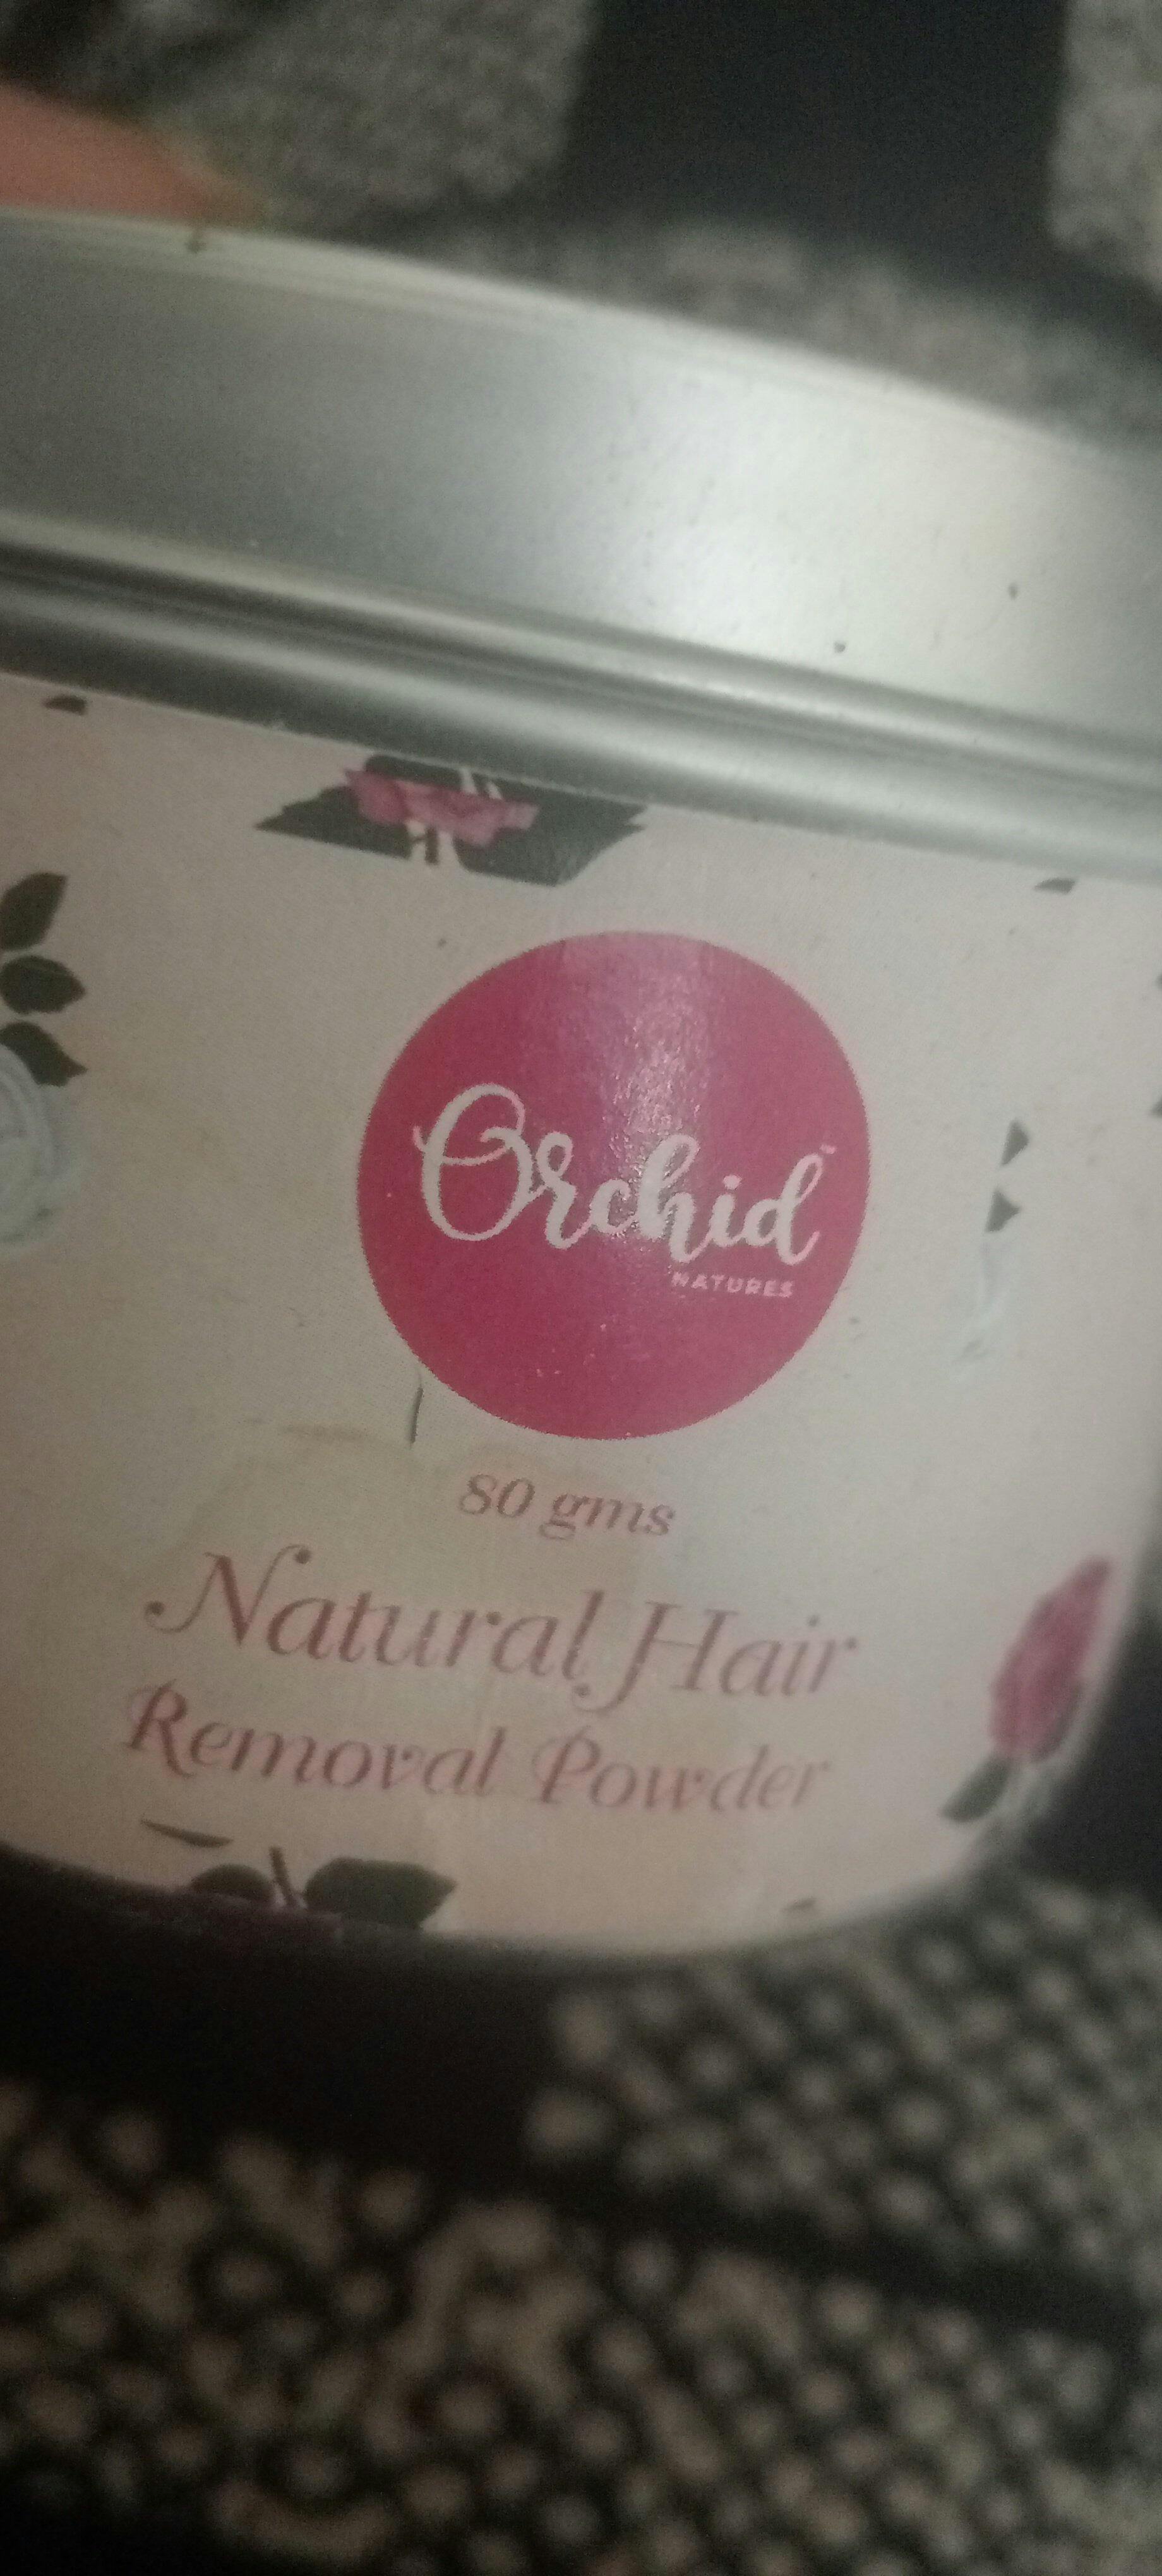 Orchid
NATURES
80 gms
Natural Hair
Removal Powder